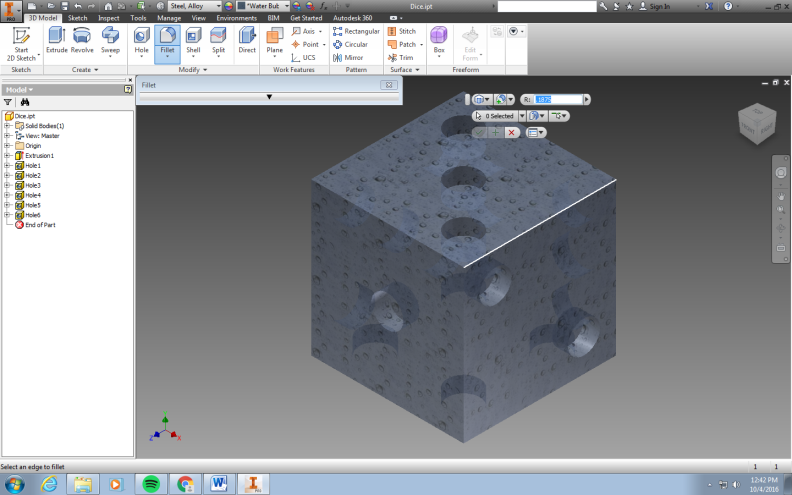 Steel, Alloy
*Water But
Dice.ipt
Sign In
PRO
3D Model Sketch Inspect Tools Manage View Environments BIM Get Started Autodesk 360
Start
2D Sketch
Extrude Revolve Sweep
Hole Fillet Shell Split Direct
Plane
Axis
Point
UCS
Rectangular
Circular
Mirror
Stitch
Patch
Trim
Box
Edit
Form
Sketch Create Modify Work Features Pattern Surface Freeform
Model
Dice.ipt
Solid Bodies(1)
View: Master
Origin
Extrusion1
Hole1
Hole2
Hole3
Hole4
Hole5
Hole6
End of Part
Fillet
0 Selected
FRONT
Z
X
Select an edge to fillet
1 1
PRO
12:42 PM
10/4/2016